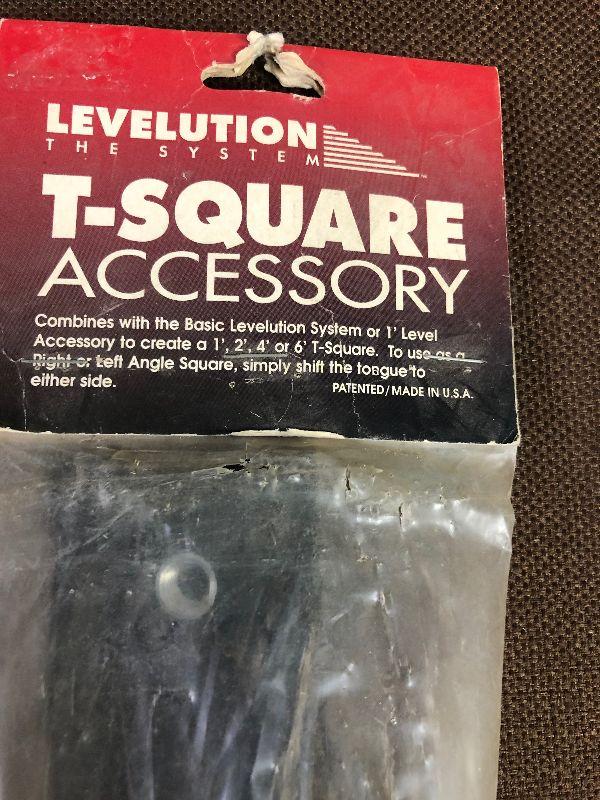 LEVELUTION
THE SYSTEM
T-SQUARE
ACCESSORY
Combines with the Basic Levelution System or 1' Level
Accessory to create a 1', 2', 4' or 6' T-Square. To use as a
Right or Left Angle Square, simply shift the tongue to
either side.
PATENTED/MADE IN U.S.A.